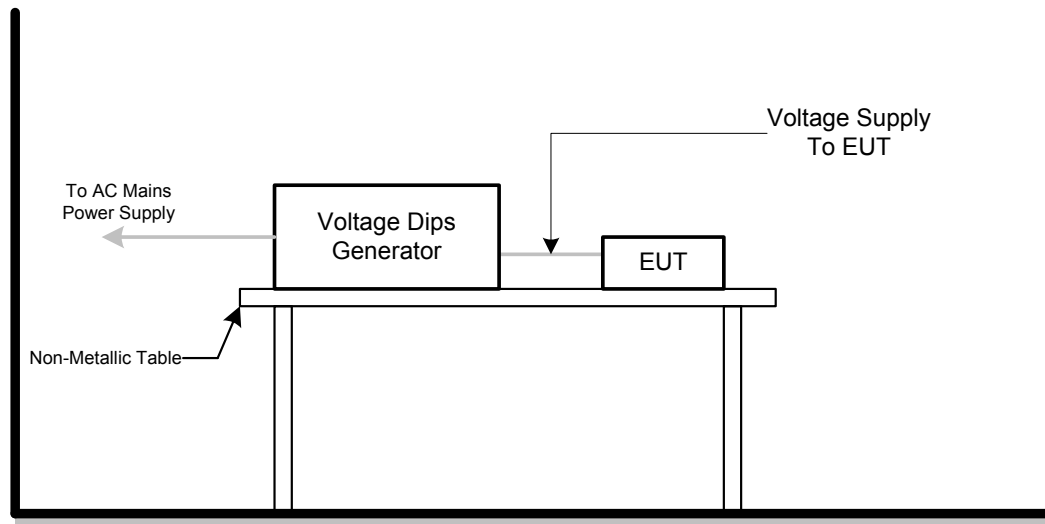 Voltage Supply
To EUT
To AC Mains
Power Supply
Voltage Dips
Generator
EUT
Non-Metallic Table